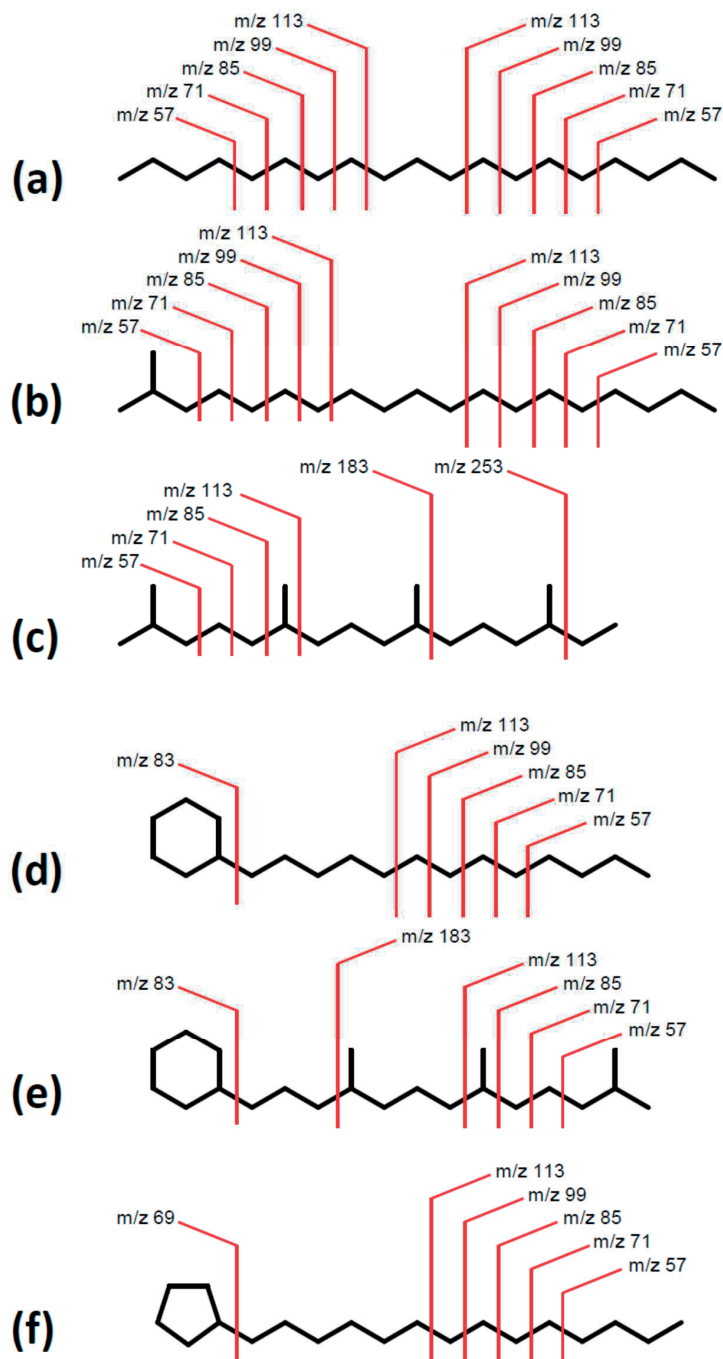 m/z 113 m/z 113
m/z 99 m/z 99
m/z 85 m/z 85
m/z 71 m/z 71
m/z 57 m/z 57
(a)
m/z 113
m/z 99 m/z 113
m/z 85 m/z 99
m/z 71 m/z 85
m/z 57 m/z 71
m/z 57
(b)
m/z 183 m/z 253
m/z 113
m/z 85
m/z 71
m/z 57
(c)
m/z 113
m/z 99
m/z 83 m/z 85
m/z 71
m/z 57
(d)
m/z 183
m/z 113
m/z 83 m/z 85
m/z 71
m/z 57
(e)
m/z 113
m/z 99
m/z 69 m/z 85
m/z 71
m/z 57
(f)